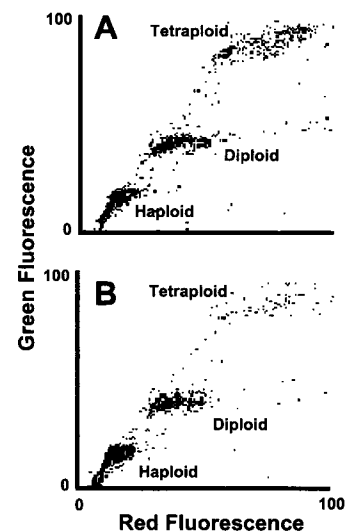 100
A
Tetraploid
Diploid
Haploid
0
Green Fluorescence
100
B
Tetraploid
Diploid
Haploid
0
0
100
Red Fluorescence